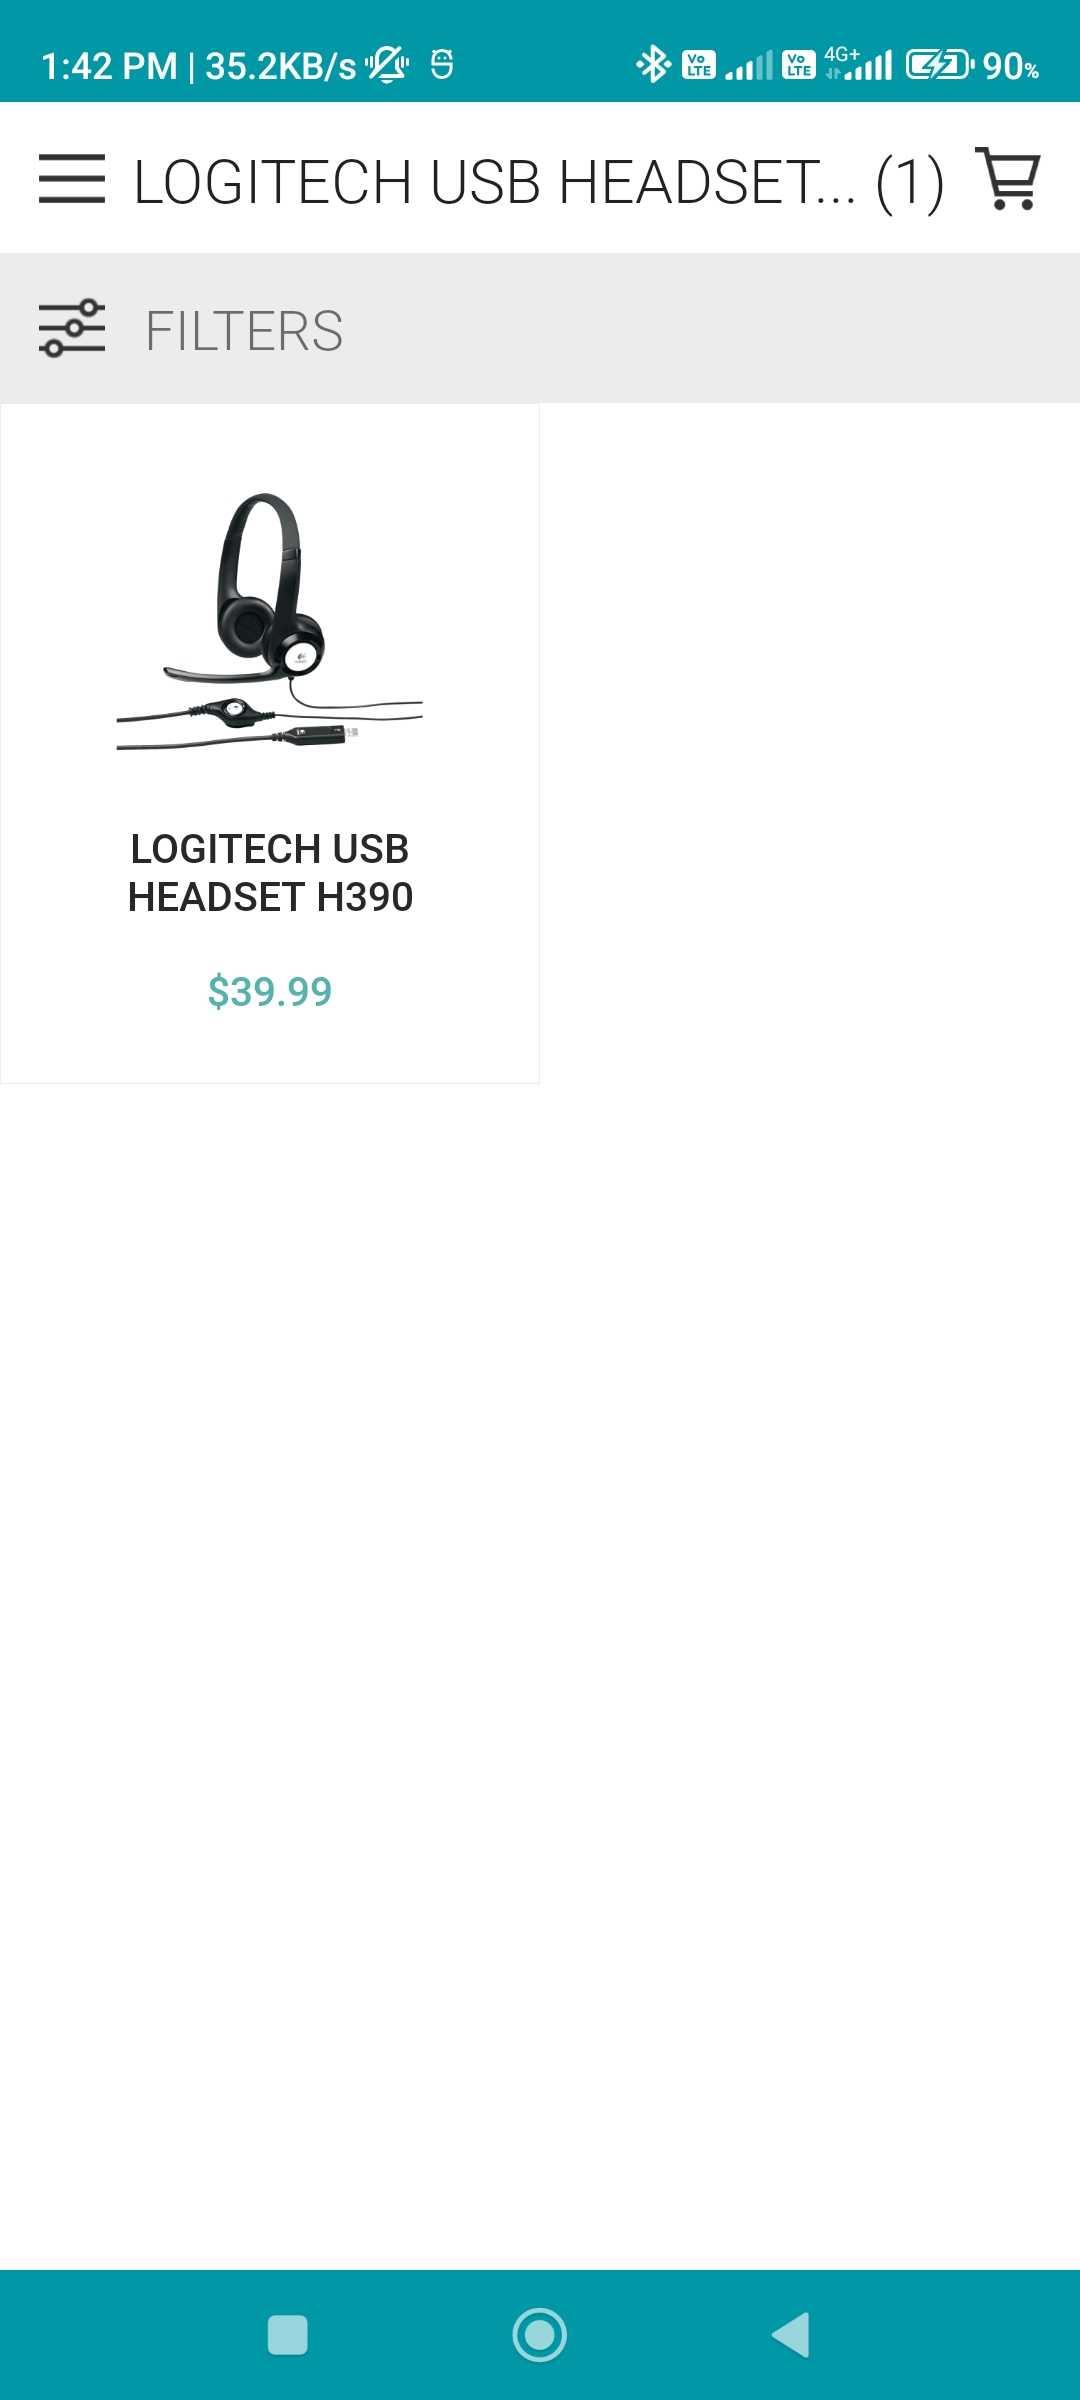 1:42 PM | 35.2KB/s
Vo LTE
Vo LTE
4G+
90%
LOGITECH USB HEADSET... (1)
FILTERS
LOGITECH USB
HEADSET H390
$39.99